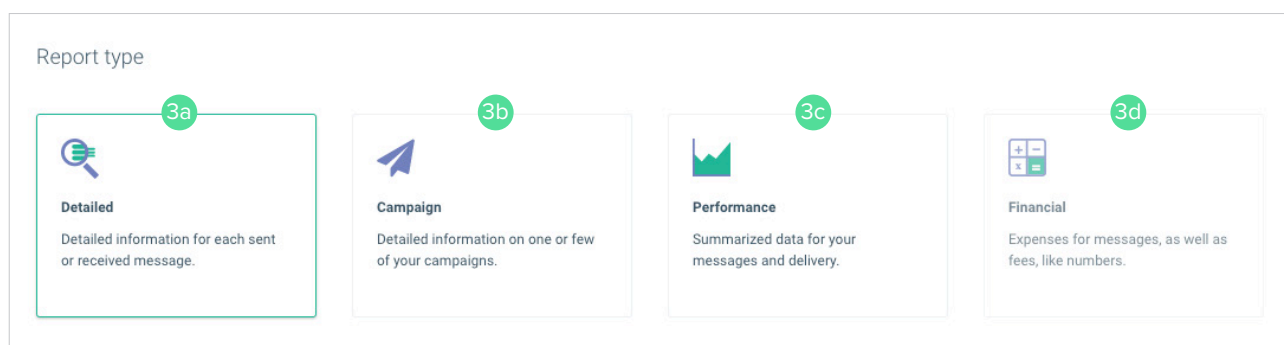 Report type
3a
3b
3c
3d
+ −
x =
Detailed
Detailed information for each sent
or received message.
Campaign
Detailed information on one or few
of your campaigns.
Performance
Summarized data for your
messages and delivery.
Financial
Expenses for messages, as well as
fees, like numbers.